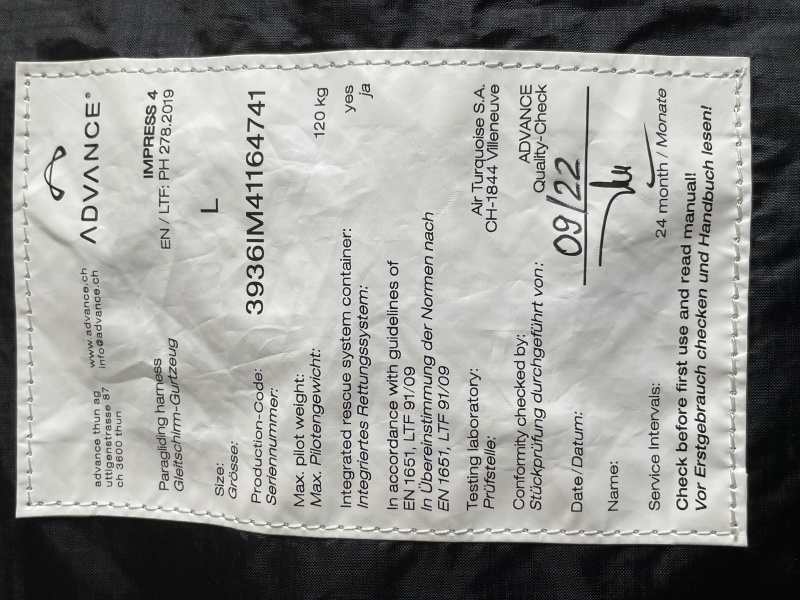 advance thun ag
uttigenstrasse 87
ch 3600 thun
www.advance.ch
info@advance.ch
ADVANCE®
Paragliding harness
Gleitschirm-Gurtzeug
IMPRESS 4
EN / LTF: PH 278.2019
Size:
Grösse:
L
Production-Code:
Seriennummer:
3936IM41164741
Max. pilot weight:
Max. Pilotengewicht:
120 kg
Integrated rescue system container:
Integriertes Rettungssystem:
yes
ja
In accordance with guidelines of
EN 1651, LTF 91/09
In Übereinstimmung der Normen nach
EN 1651, LTF 91/09
Testing laboratory:
Prüfstelle:
Air Turquoise S.A.
CH-1844 Villeneuve
Conformity checked by:
Stückprüfung durchgeführt von:
ADVANCE
Quality-Check
Date/Datum:
09/22
Name:
Service Intervals:
24 month / Monate
Check before first use and read manual!
Vor Erstgebrauch checken und Handbuch lesen!